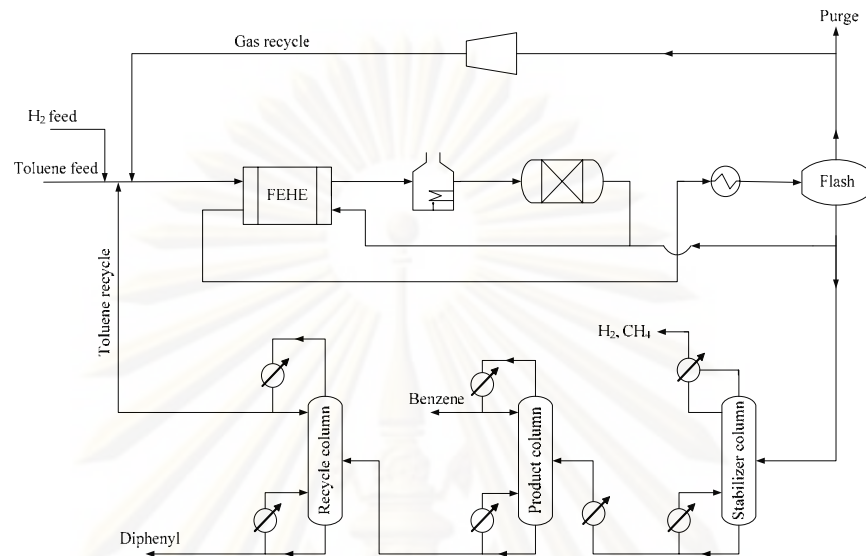 Purge
Gas recycle
H₂ feed
Toluene feed
FEHE
Flash
Toluene recycle
H₂, CH₄
Benzene
Recycle column
Product column
Stabilizer column
Diphenyl